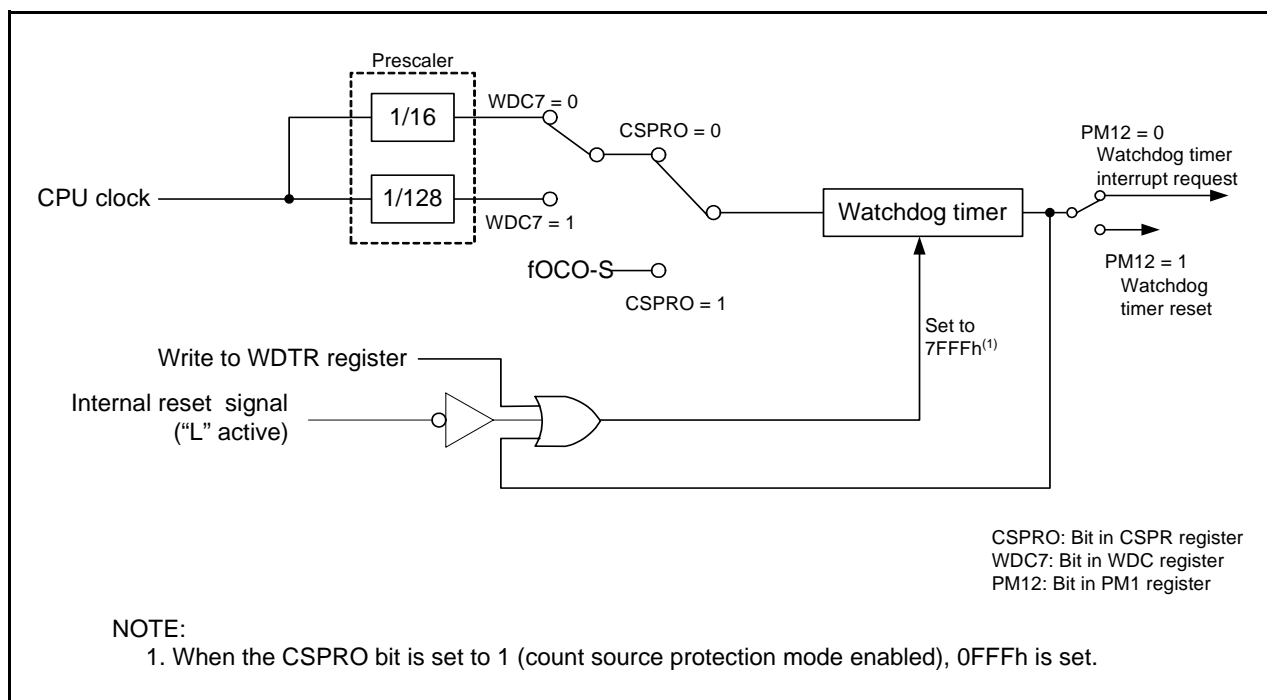 Prescaler
1/16
WDC7 = 0
CSPRO = 0
PM12 = 0
Watchdog timer
interrupt request
CPU clock
1/128
WDC7 = 1
Watchdog timer
fOCO-S
CSPRO = 1
PM12 = 1
Watchdog
timer reset
Set to
7FFFh(1)
Write to WDTR register
Internal reset signal
(“L” active)
CSPRO: Bit in CSPR register
WDC7: Bit in WDC register
PM12: Bit in PM1 register
NOTE:
1. When the CSPRO bit is set to 1 (count source protection mode enabled), 0FFFh is set.